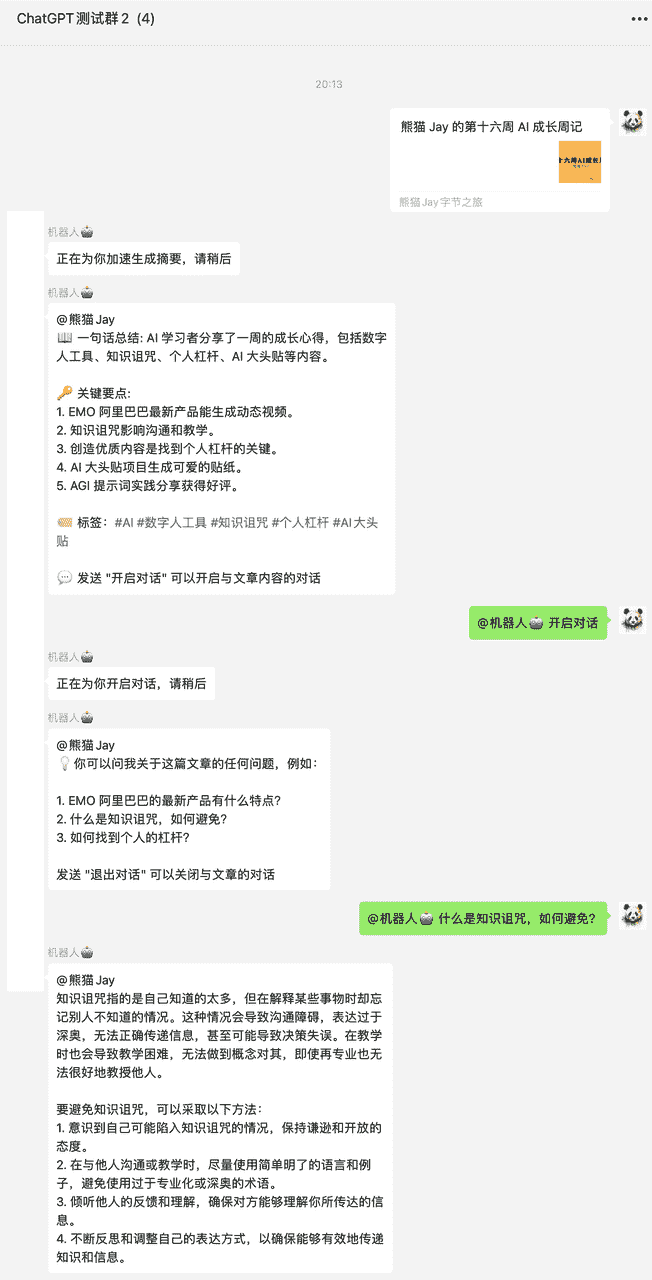 ChatGPT测试群2（4）
20:13
熊猫 Jay 的第十六周 AI 成长周记
熊猫Jay字节之旅
机器人
正在为你加速生成摘要，请稍后
机器人
@熊猫Jay
一句话总结: AI 学习者分享了一周的成长心得，包括数字
人工具、知识诅咒、个人杠杆、AI 大头贴等内容。
关键要点:
1. EMO 阿里巴巴最新产品能生成动态视频。
2. 知识诅咒影响沟通和教学。
3. 创造优质内容是找到个人杠杆的关键。
4. AI 大头贴项目生成可爱的贴纸。
5. AGI 提示词实践分享获得好评。
标签：#AI #数字人工具 #知识诅咒 #个人杠杆 #AI大头
贴
发送 "开启对话" 可以开启与文章内容的对话
@机器人 开启对话
机器人
正在为你开启对话，请稍后
机器人
@熊猫Jay
你可以问我关于这篇文章的任何问题，例如：
1. EMO 阿里巴巴的最新产品有什么特点?
2. 什么是知识诅咒，如何避免?
3. 如何找到个人的杠杆?
发送 "退出对话" 可以关闭与文章的对话
@机器人 什么是知识诅咒，如何避免?
机器人
@熊猫Jay
知识诅咒指的是自己知道的太多，但在解释某些事物时却忘
记别人不知道的情况。这种情况会导致沟通障碍，表达过于
深奥，无法正确传递信息，甚至可能导致决策失误。在教学
时也会导致教学困难，无法做到概念对其，即使再专业也无
法很好地教授他人。
要避免知识诅咒，可以采取以下方法：
1. 意识到自己可能陷入知识诅咒的情况，保持谦逊和开放的
态度。
2. 在与他人沟通或教学时，尽量使用简单明了的语言和例
子，避免使用过于专业化或深奥的术语。
3. 倾听他人的反馈和理解，确保对方能够理解你所传达的信
息。
4. 不断反思和调整自己的表达方式，以确保能够有效地传递
知识和信息。